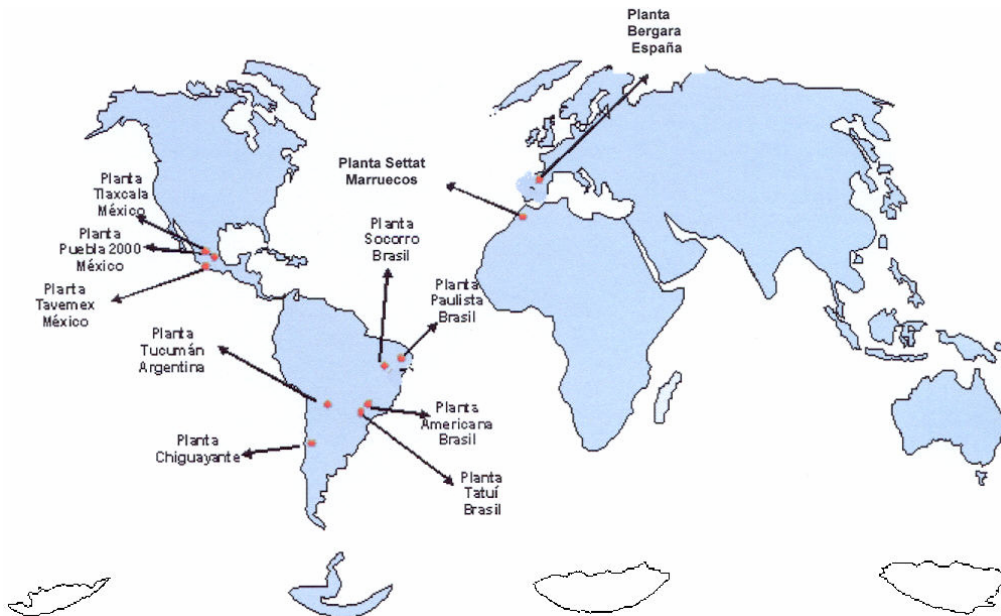 Planta
Bergara
España
Planta Settat
Marruecos
Planta
Tlaxcala
México
Planta
Puebla 2000
México
Planta
Tavemex
México
Planta
Socorro
Brasil
Planta
Paulista
Brasil
Planta
Tucumán
Argentina
Planta
Americana
Brasil
Planta
Chiguayante
Planta
Tatuí
Brasil